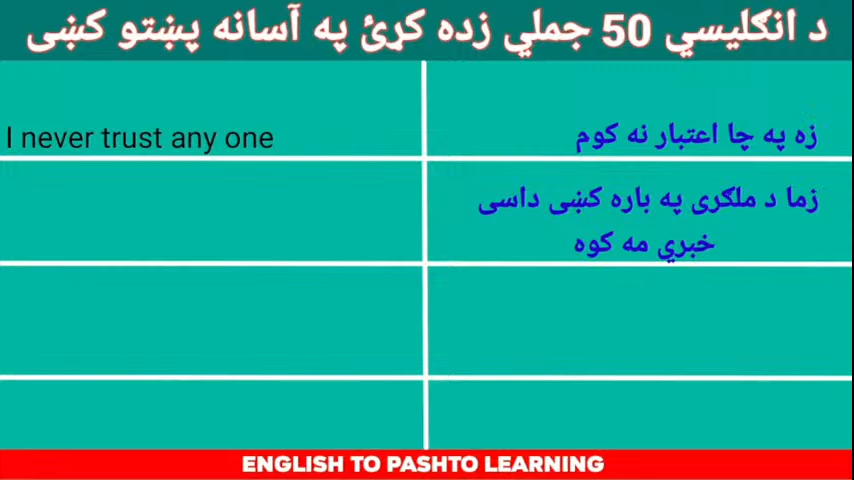 د انګلیسي 50 جملي زده کړئ په آسانه پښتو کښی
I never trust any one
زه په چا اعتبار نه کوم
زما د ملګری په باره کښی داسی
خبري مه کوه
ENGLISH TO PASHTO LEARNING